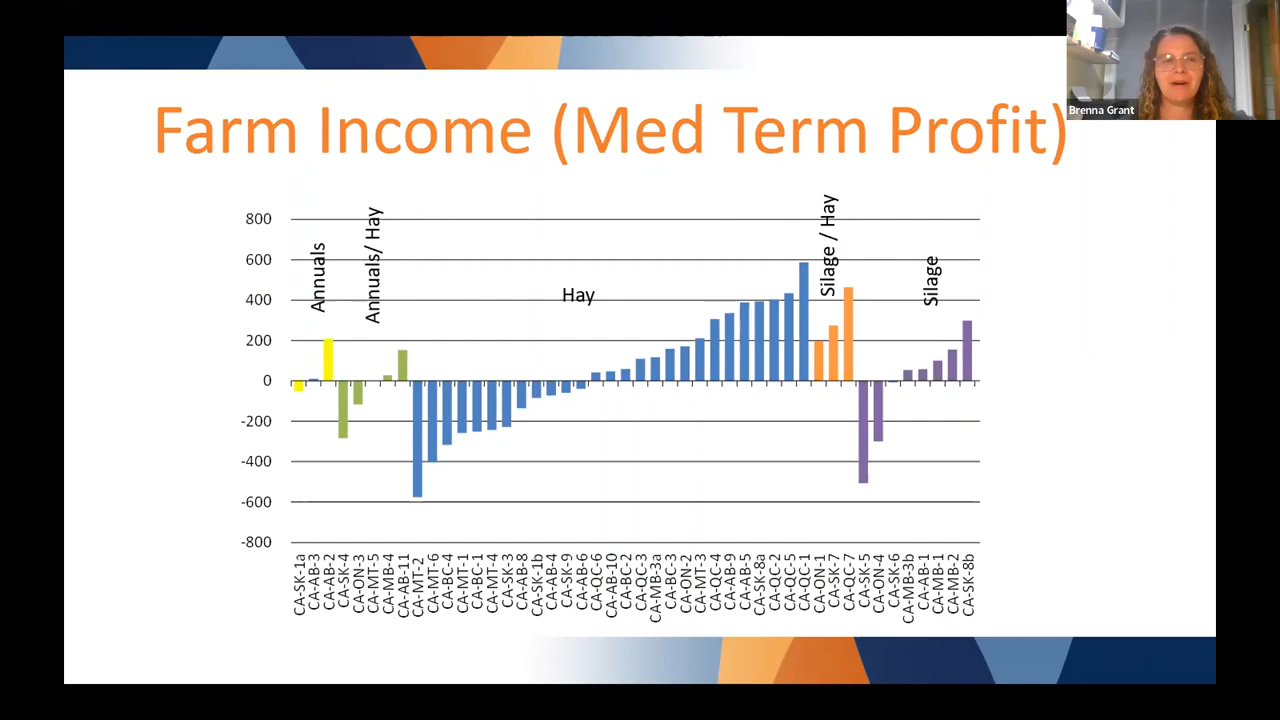 Brenna Grant
Farm Income (Med Term Profit)
800
600
400
200
0
-200
-400
-600
-800
Annuals
Annuals/ Hay
Hay
Silage / Hay
Silage
CA-SK-1a
CA-AB-3
CA-AB-2
CA-SK-4
CA-ON-3
CA-MT-5
CA-MB-4
CA-AB-11
CA-MT-2
CA-MT-6
CA-BC-4
CA-MT-1
CA-BC-1
CA-MT-4
CA-SK-3
CA-AB-8
CA-SK-1b
CA-AB-4
CA-SK-9
CA-AB-6
CA-QC-6
CA-AB-10
CA-BC-2
CA-QC-3
CA-MB-3a
CA-BC-3
CA-ON-2
CA-MT-3
CA-QC-4
CA-AB-9
CA-AB-5
CA-SK-8a
CA-QC-2
CA-QC-5
CA-QC-1
CA-ON-1
CA-SK-7
CA-QC-7
CA-SK-5
CA-ON-4
CA-SK-6
CA-MB-3b
CA-AB-1
CA-MB-1
CA-MB-2
CA-SK-8b